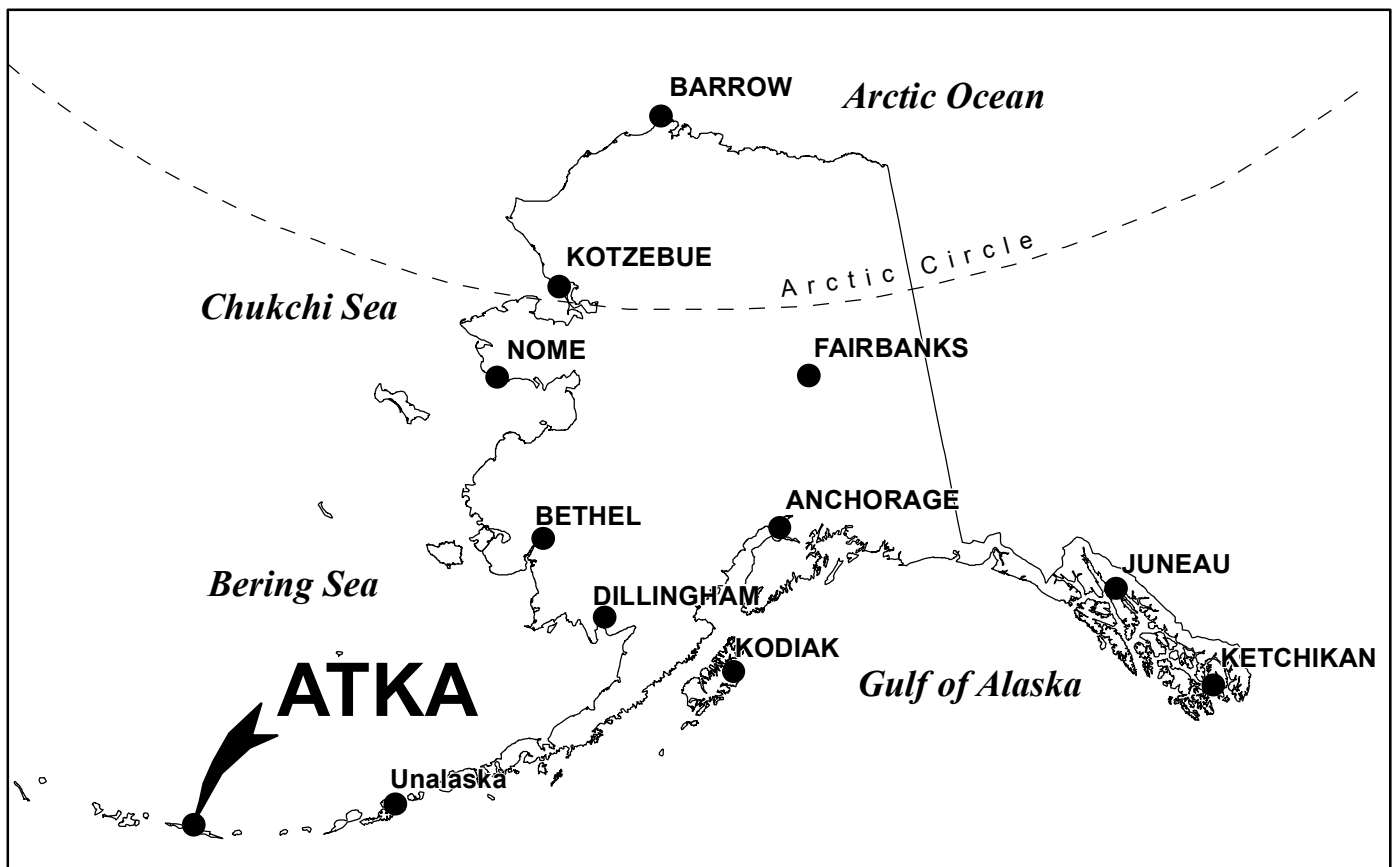 BARROW
Arctic Ocean
KOTZEBUE
Arctic Circle
Chukchi Sea
NOME
FAIRBANKS
ANCHORAGE
BETHEL
JUNEAU
Bering Sea
DILLINGHAM
KODIAK
KETCHIKAN
Gulf of Alaska
ATKA
Unalaska